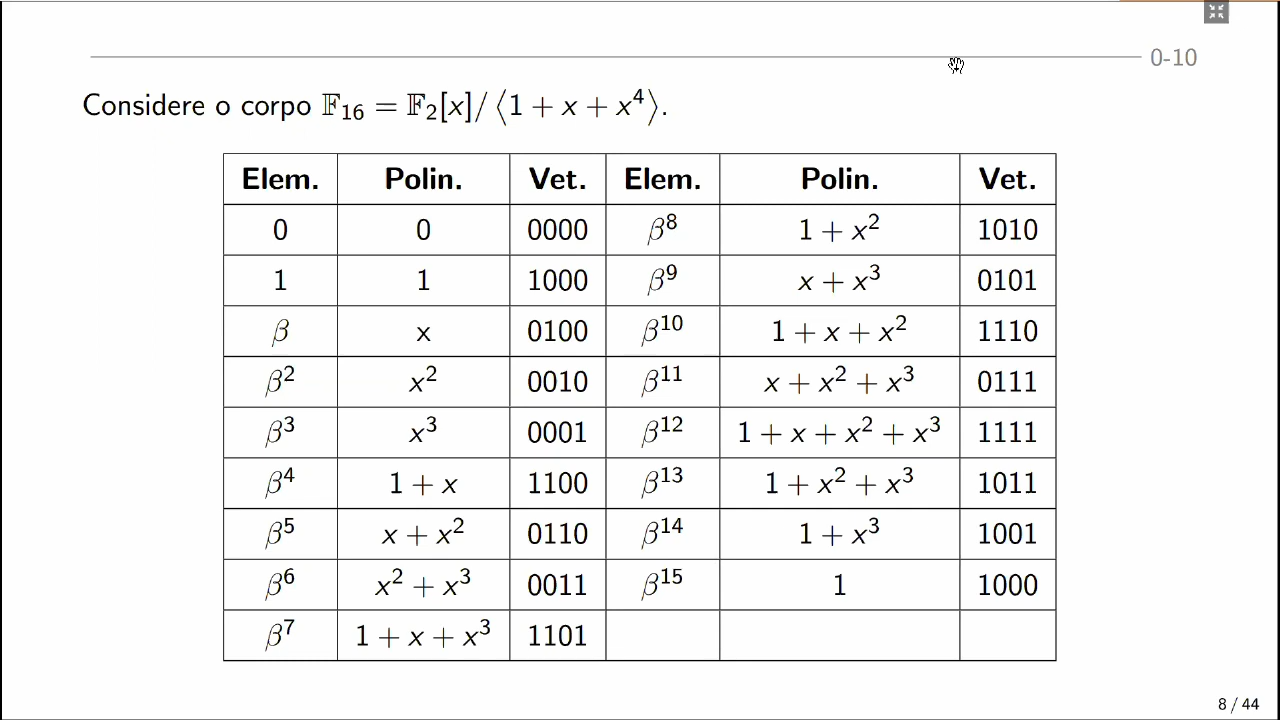 0-10
Considere o corpo 𝔽₁₆ = 𝔽₂[x]/⟨1 + x + x⁴⟩.
Elem. Polin. Vet. Elem. Polin. Vet.
0 0 0000 β⁸ 1 + x² 1010
1 1 1000 β⁹ x + x³ 0101
β x 0100 β¹⁰ 1 + x + x² 1110
β² x² 0010 β¹¹ x + x² + x³ 0111
β³ x³ 0001 β¹² 1 + x + x² + x³ 1111
β⁴ 1 + x 1100 β¹³ 1 + x² + x³ 1011
β⁵ x + x² 0110 β¹⁴ 1 + x³ 1001
β⁶ x² + x³ 0011 β¹⁵ 1 1000
β⁷ 1 + x + x³ 1101
8 / 44